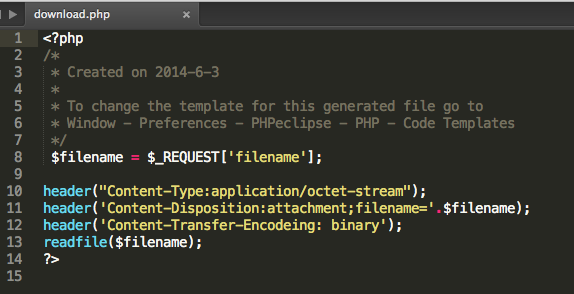 download.php ×
1 <?php
2 /*
3 * Created on 2014-6-3
4 *
5 * To change the template for this generated file go to
6 * Window - Preferences - PHPeclipse - PHP - Code Templates
7 */
8 $filename = $_REQUEST['filename'];
9
10 header("Content-Type:application/octet-stream");
11 header('Content-Disposition:attachment;filename='.$filename);
12 header('Content-Transfer-Encodeing: binary');
13 readfile($filename);
14 ?>
15